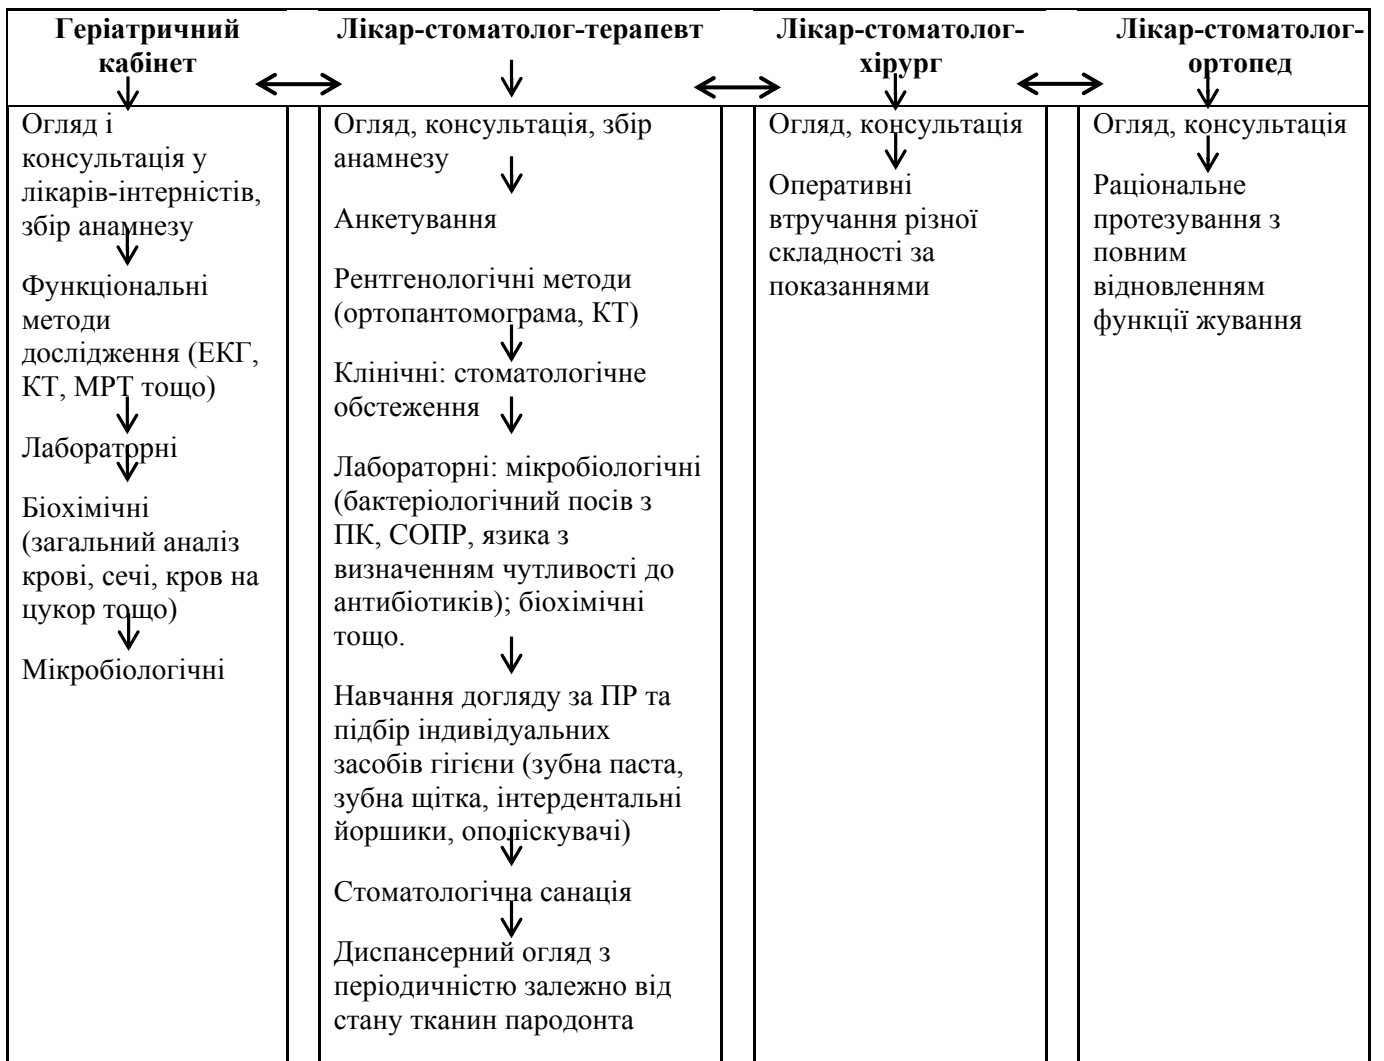 Геріатричний
кабінет
Лікар-стоматолог-терапевт
Лікар-стоматолог-
хірург
Лікар-стоматолог-
ортопед
Огляд і
консультація у
лікарів-інтерністів,
збір анамнезу
Функціональні
методи
дослідження (ЕКГ,
КТ, МРТ тощо)
Лабораторні
Біохімічні
(загальний аналіз
крові, сечі, кров на
цукор тощо)
Мікробіологічні
Огляд, консультація, збір
анамнезу
Анкетування
Рентгенологічні методи
(ортопантомограма, КТ)
Клінічні: стоматологічне
обстеження
Лабораторні: мікробіологічні
(бактеріологічний посів з
ПК, СОПР, язика з
визначенням чутливості до
антибіотиків); біохімічні
тощо.
Навчання догляду за ПР та
підбір індивідуальних
засобів гігієни (зубна паста,
зубна щітка, інтердентальні
йоршики, ополіскувачі)
Стоматологічна санація
Диспансерний огляд з
періодичністю залежно від
стану тканин пародонта
Огляд, консультація
Оперативні
втручання різної
складності за
показаннями
Огляд, консультація
Раціональне
протезування з
повним
відновленням
функції жування